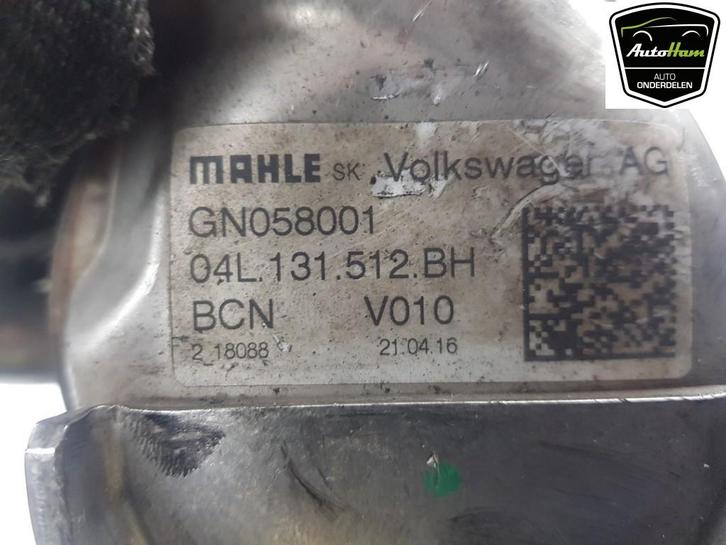 AutoHam
AUTO
ONDERDELEN
MAHLE SK Volkswagen AG
GN058001
04L.131.512.BH
BCN V010
2_18088 21.04.16